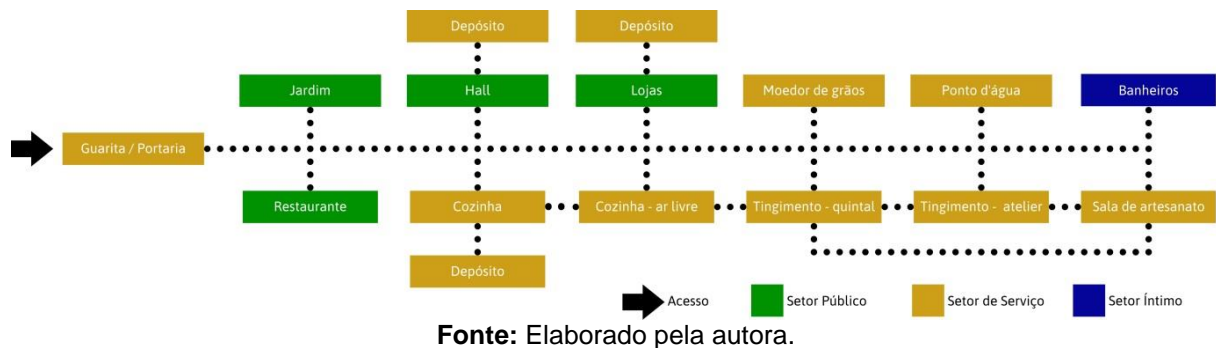 Depósito
Depósito
Jardim
Hall
Lojas
Moedor de grãos
Ponto d'água
Banheiros
Guarita / Portaria
Restaurante
Cozinha
Cozinha - ar livre
Tingimento - quintal
Tingimento - atelier
Sala de artesanato
Depósito
Acesso
Setor Público
Setor de Serviço
Setor Íntimo
Fonte: Elaborado pela autora.